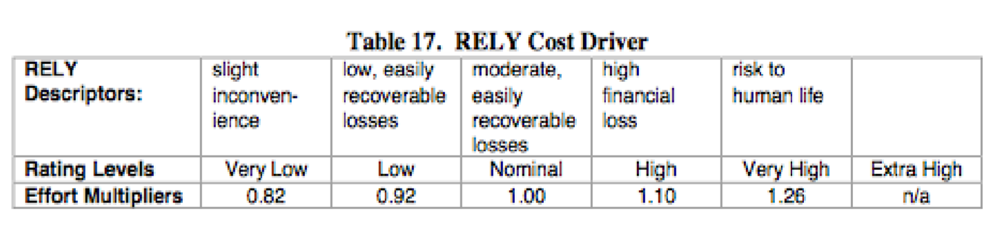 Table 17. RELY Cost Driver
RELY Descriptors: slight inconven-ience low, easily recoverable losses moderate, easily recoverable losses high financial loss risk to human life
Rating Levels Very Low Low Nominal High Very High Extra High
Effort Multipliers 0.82 0.92 1.00 1.10 1.26 n/a